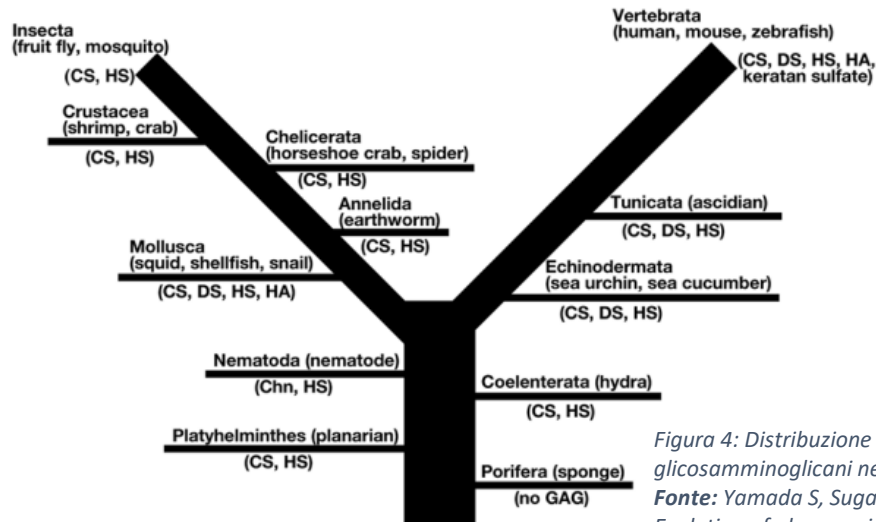 Insecta
(fruit fly, mosquito)
(CS, HS)
Crustacea
(shrimp, crab)
(CS, HS)
Chelicerata
(horseshoe crab, spider)
(CS, HS)
Annelida
(earthworm)
(CS, HS)
Mollusca
(squid, shellfish, snail)
(CS, DS, HS, HA)
Nematoda (nematode)
(Chn, HS)
Platyhelminthes (planarian)
(CS, HS)
Vertebrata
(human, mouse, zebrafish)
(CS, DS, HS, HA,
keratan sulfate)
Tunicata (ascidian)
(CS, DS, HS)
Echinodermata
(sea urchin, sea cucumber)
(CS, DS, HS)
Coelenterata (hydra)
(CS, HS)
Porifera (sponge)
(no GAG)
Figura 4: Distribuzione
glicosamminoglicani ne
Fonte: Yamada S, Suga